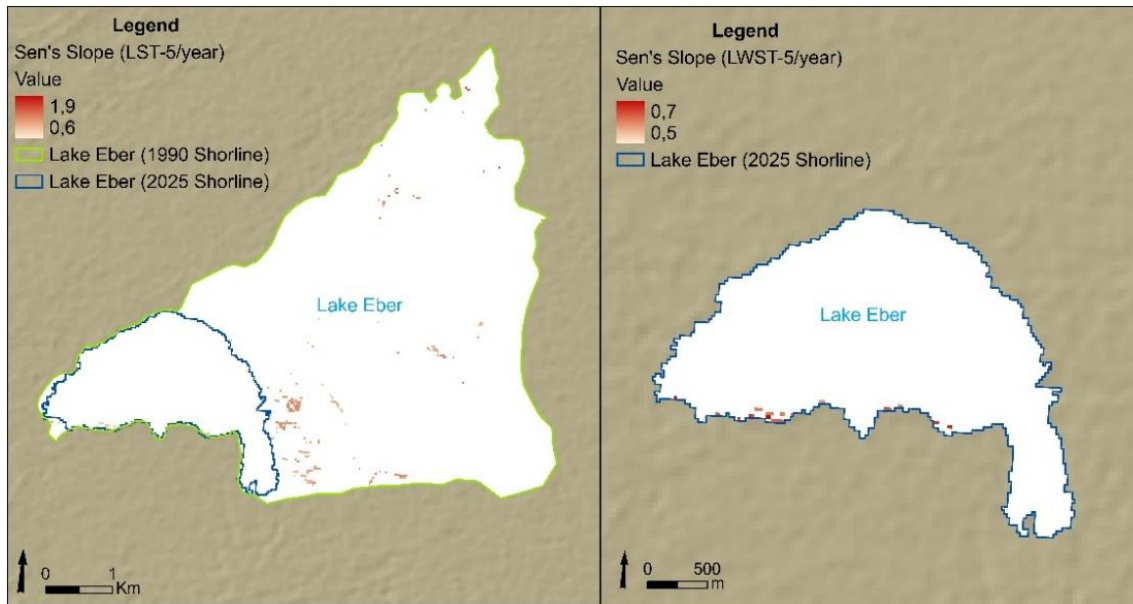 Legend
Sen's Slope (LST-5/year)
Value
1,9
0,6
Lake Eber (1990 Shorline)
Lake Eber (2025 Shorline)
Lake Eber
0 1
Km
Legend
Sen's Slope (LWST-5/year)
Value
0,7
0,5
Lake Eber (2025 Shorline)
Lake Eber
0 500
m